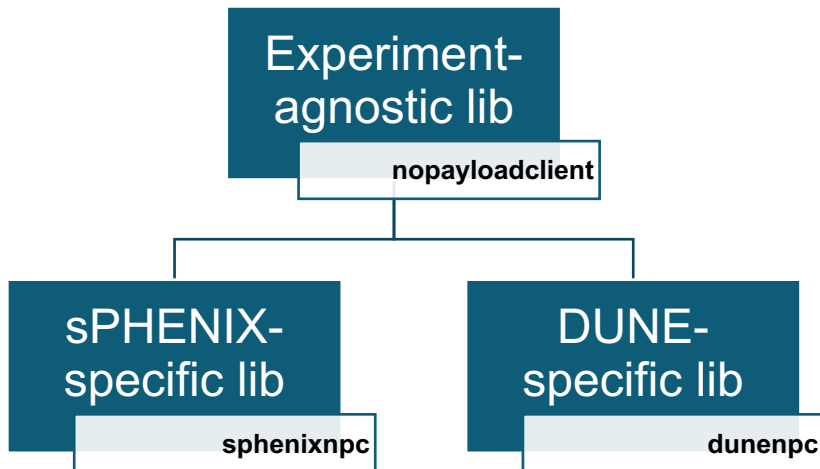 Experiment-
agnostic lib
nopayloadclient
sPHENIX-
specific lib
sphenixnpc
DUNE-
specific lib
dunenpc